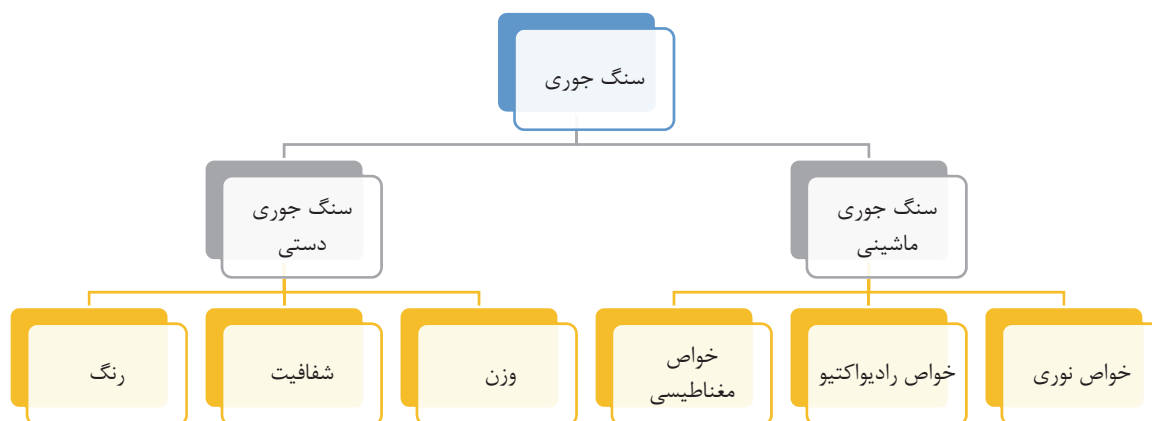 سنگ جوری
سنگ جوری
ماشینی
سنگ جوری
دستی
خواص نوری
خواص رادیواکتیو
خواص
مغناطیسی
وزن
شفافیت
رنگ